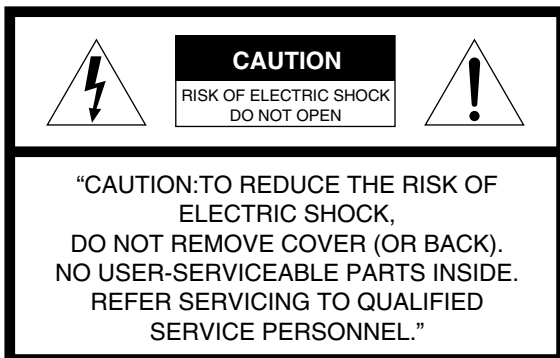 CAUTION
RISK OF ELECTRIC SHOCK
DO NOT OPEN
“CAUTION:TO REDUCE THE RISK OF
ELECTRIC SHOCK,
DO NOT REMOVE COVER (OR BACK).
NO USER-SERVICEABLE PARTS INSIDE.
REFER SERVICING TO QUALIFIED
SERVICE PERSONNEL.”